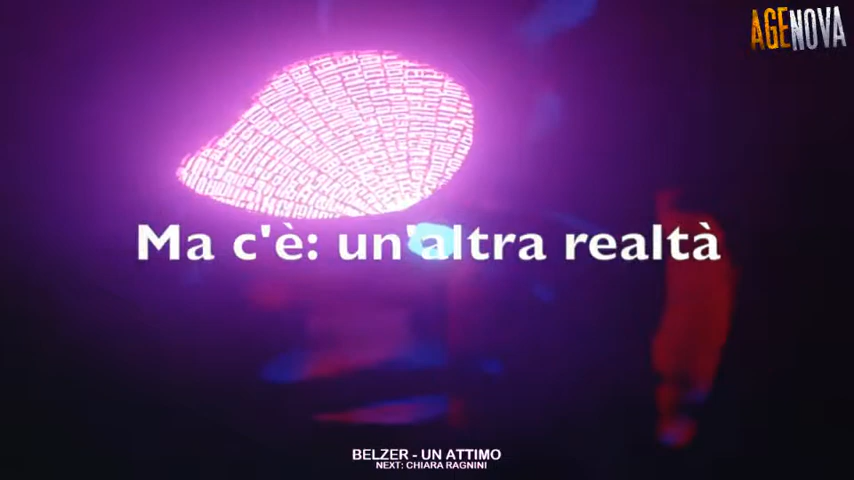 AGENOVA
Ma c'è: un'altra realtà
BELZER - UN ATTIMO
NEXT: CHIARA RAGNINI